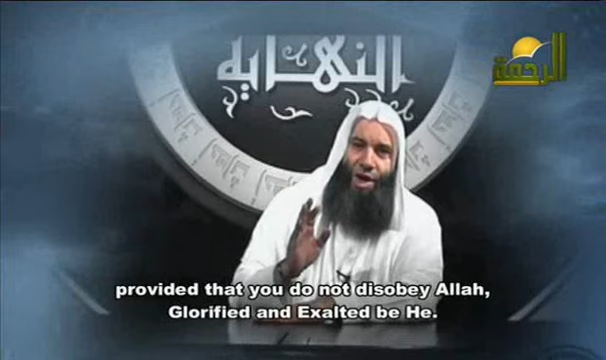 النهاية
الرحمة
provided that you do not disobey Allah,
Glorified and Exalted be He.